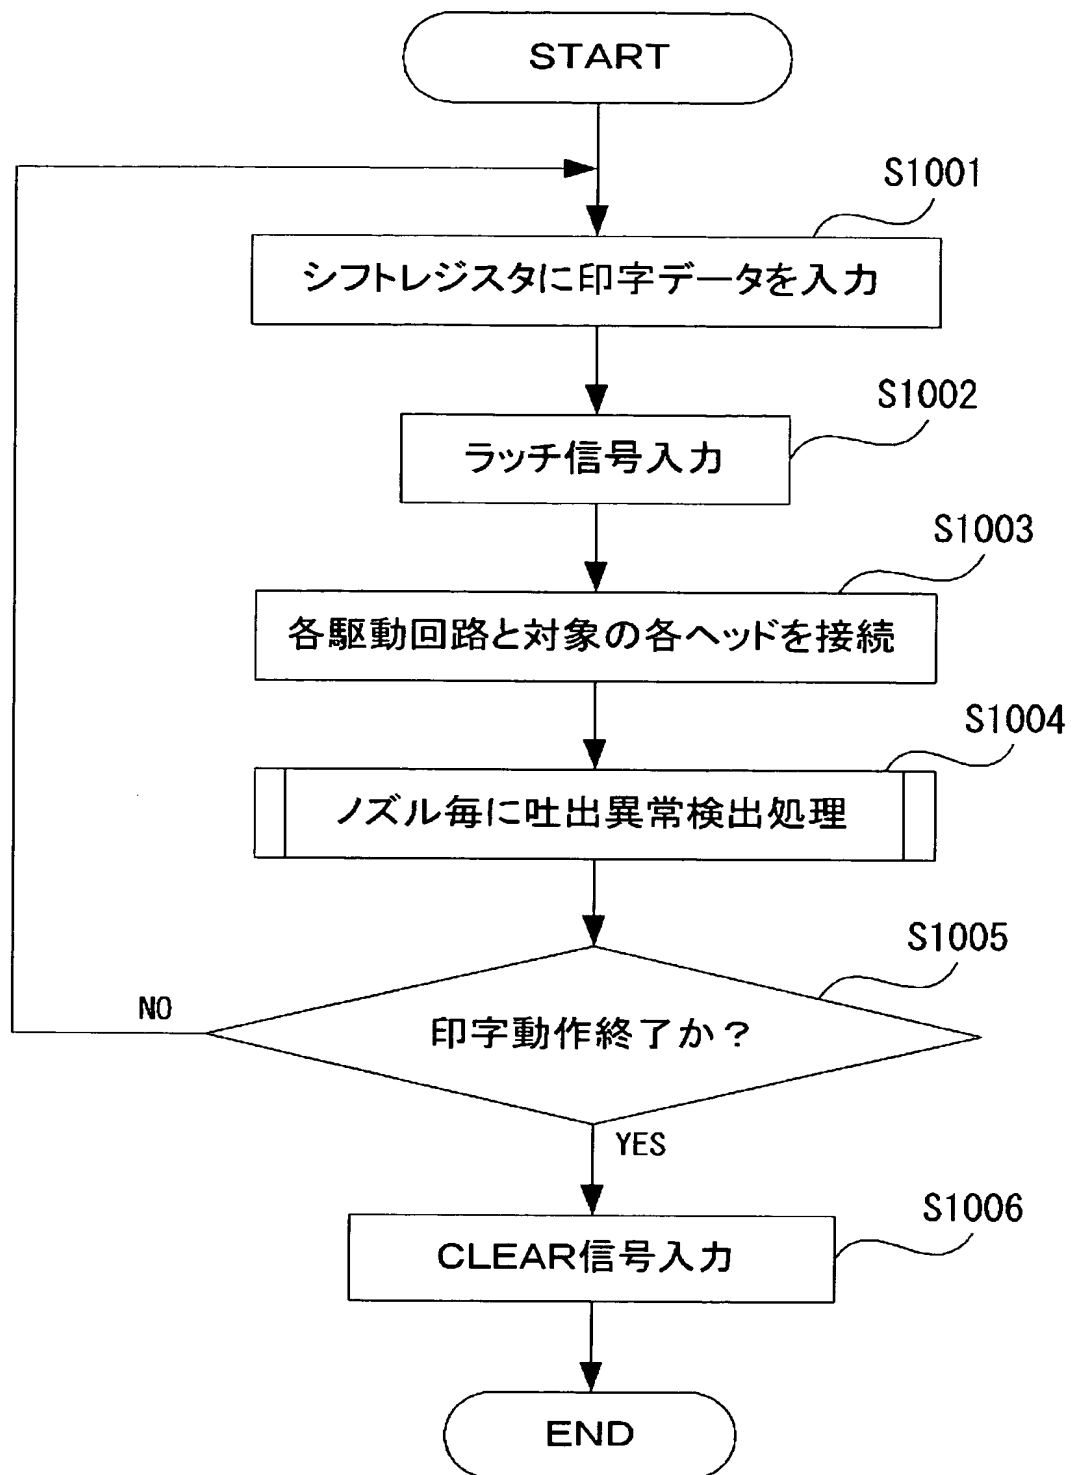 START
S1001
シフトレジスタに印字データを入力
S1002
ラッチ信号入力
S1003
各駆動回路と対象の各ヘッドを接続
S1004
ノズル毎に吐出異常検出処理
S1005
印字動作終了か？
NO
YES
S1006
CLEAR信号入力
END